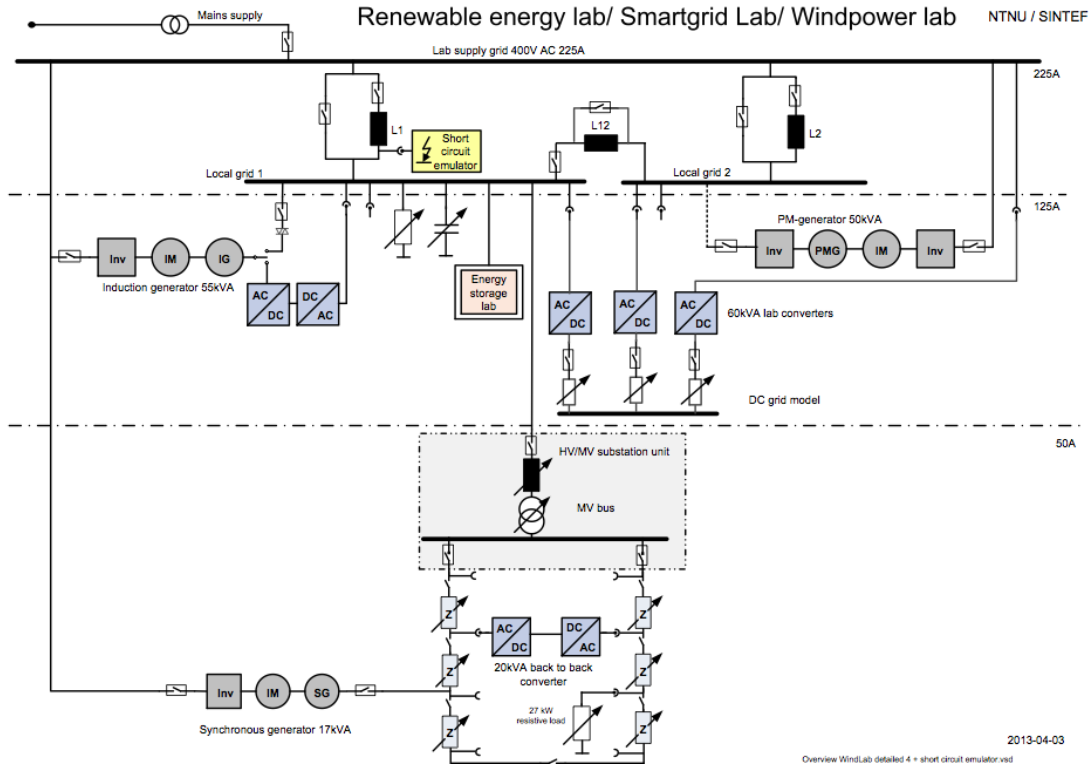 Renewable energy lab/ Smartgrid Lab/ Windpower lab
NTNU / SINTEF
Mains supply
Lab supply grid 400V AC 225A
225A
L1
Short
circuit
emulator
L12
L2
Local grid 1
Local grid 2
125A
PM-generator 50kVA
Inv
IM
IG
Inv
PMG
IM
Inv
Induction generator 55kVA
AC
DC
DC
AC
Energy
storage
lab
AC
DC
AC
DC
AC
DC
60kVA lab converters
DC grid model
50A
HV/MV substation unit
MV bus
Z
Z
AC
DC
DC
AC
20kVA back to back
converter
Z
Z
Inv
IM
SG
27 kW
resistive load
Z
Z
Synchronous generator 17kVA
2013-04-03
Overview WindLab detailed 4 + short circuit emulator.vsd